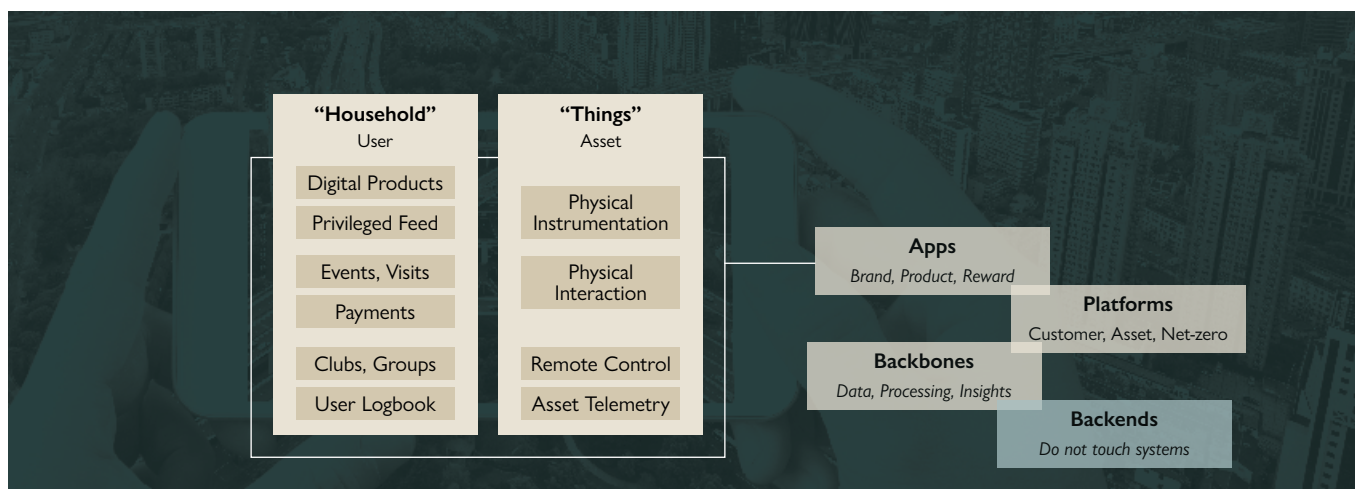 “Household”
User
Digital Products
Privileged Feed
Events, Visits
Payments
Clubs, Groups
User Logbook
“Things”
Asset
Physical
Instrumentation
Physical
Interaction
Remote Control
Asset Telemetry
Apps
Brand, Product, Reward
Platforms
Customer, Asset, Net-zero
Backbones
Data, Processing, Insights
Backends
Do not touch systems